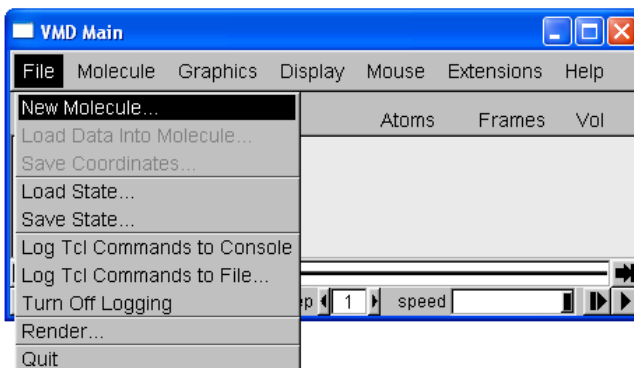 VMD Main
File Molecule Graphics Display Mouse Extensions Help
New Molecule...
Load Data Into Molecule...
Save Coordinates...
Load State...
Save State...
Log Tcl Commands to Console
Log Tcl Commands to File...
Turn Off Logging
Render...
Quit
Atoms Frames Vol
1 speed